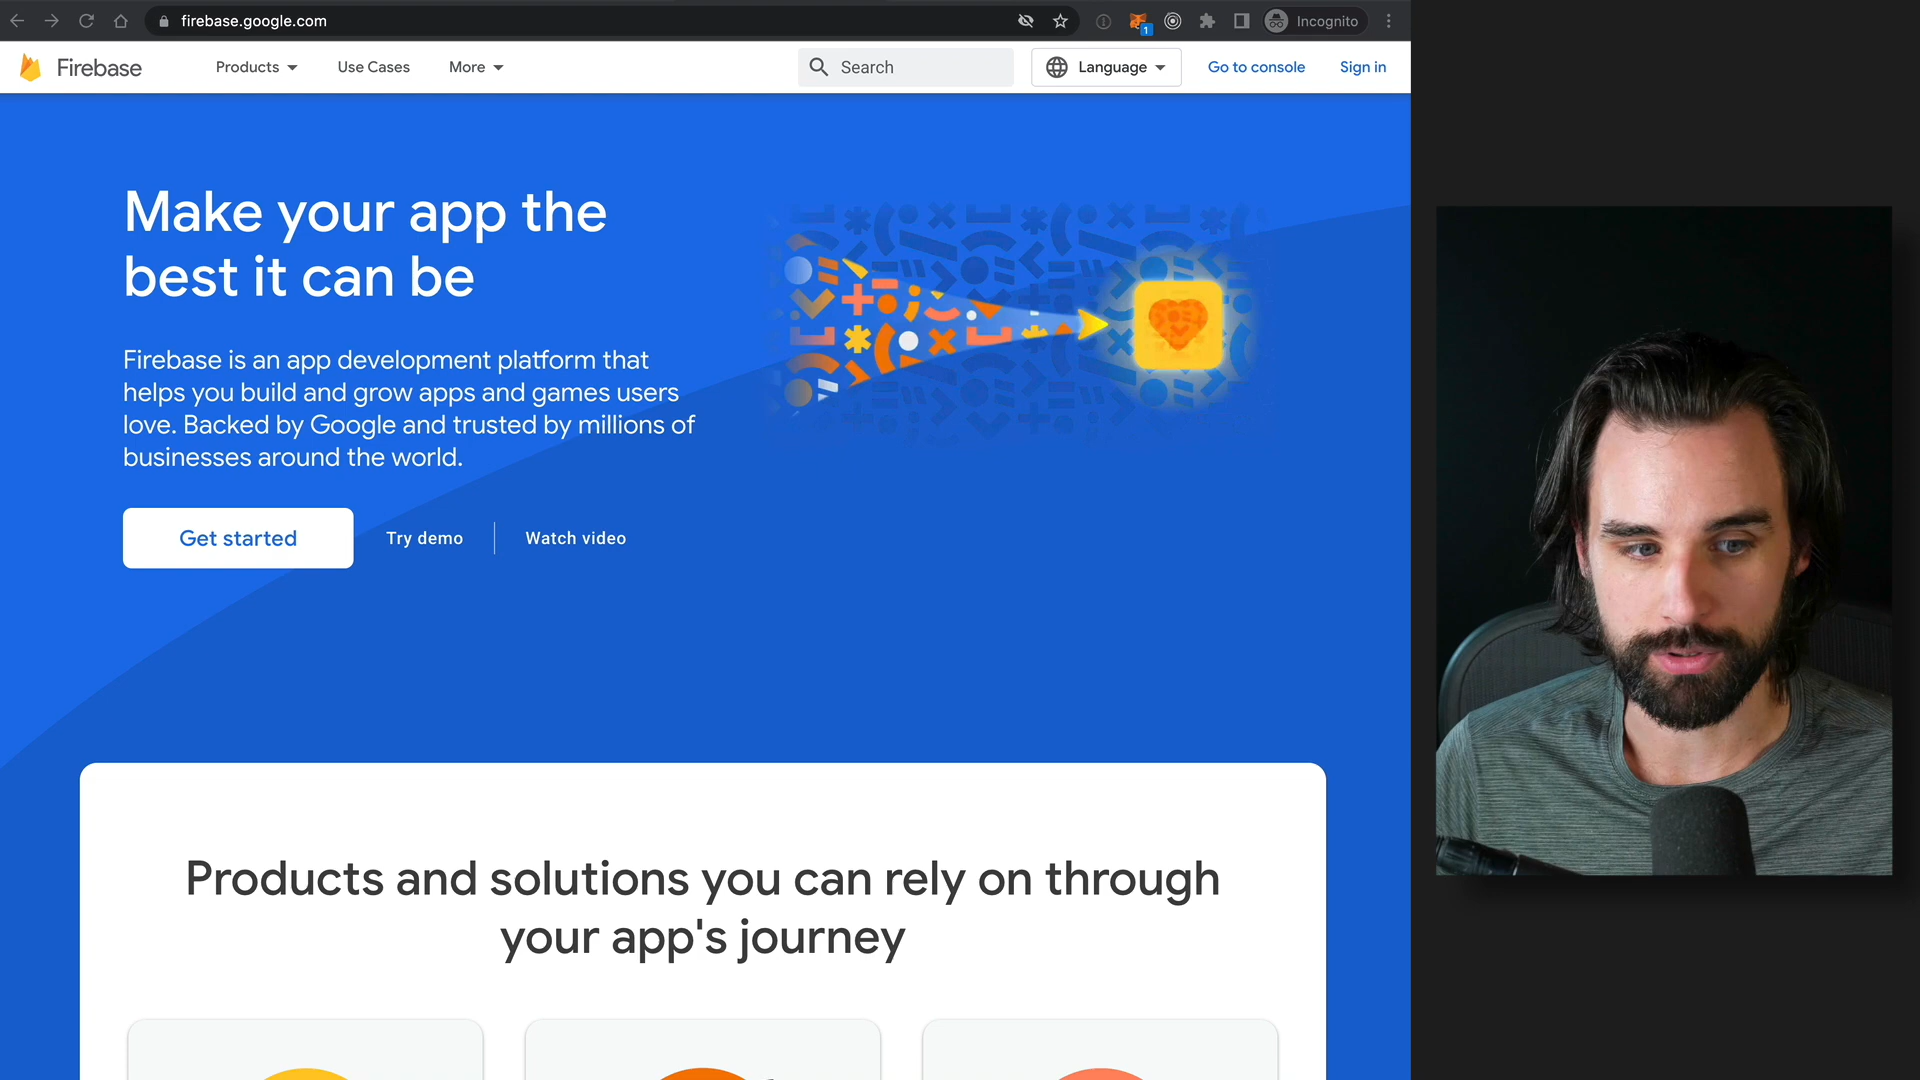 firebase.google.com
1
Incognito
Firebase
Products
Use Cases
More
Search
Language
Go to console
Sign in
Make your app the
best it can be
Firebase is an app development platform that
helps you build and grow apps and games users
love. Backed by Google and trusted by millions of
businesses around the world.
Get started
Try demo
Watch video
Products and solutions you can rely on through
your app's journey